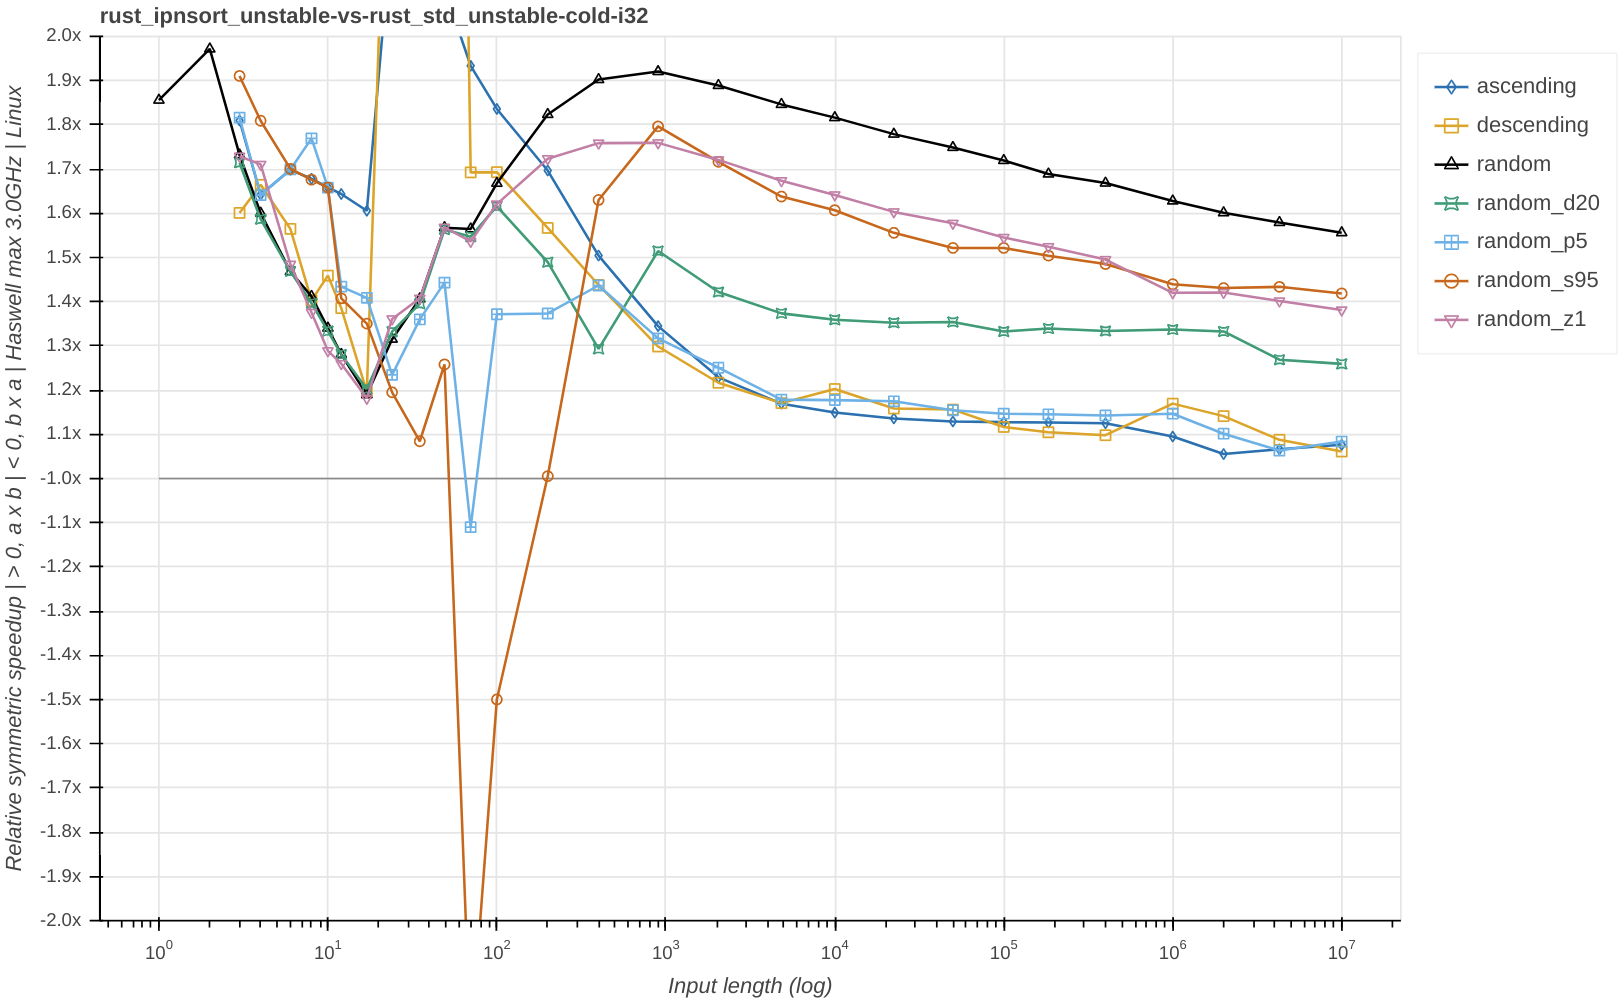 rust_ipnsort_unstable-vs-rust_std_unstable-cold-i32
Relative symmetric speedup | > 0, a x b | < 0, b x a | Haswell max 3.0GHz | Linux
2.0x
1.9x
1.8x
1.7x
1.6x
1.5x
1.4x
1.3x
1.2x
1.1x
-1.0x
-1.1x
-1.2x
-1.3x
-1.4x
-1.5x
-1.6x
-1.7x
-1.8x
-1.9x
-2.0x
10⁰ 10¹ 10² 10³ 10⁴ 10⁵ 10⁶ 10⁷
Input length (log)
ascending
descending
random
random_d20
random_p5
random_s95
random_z1